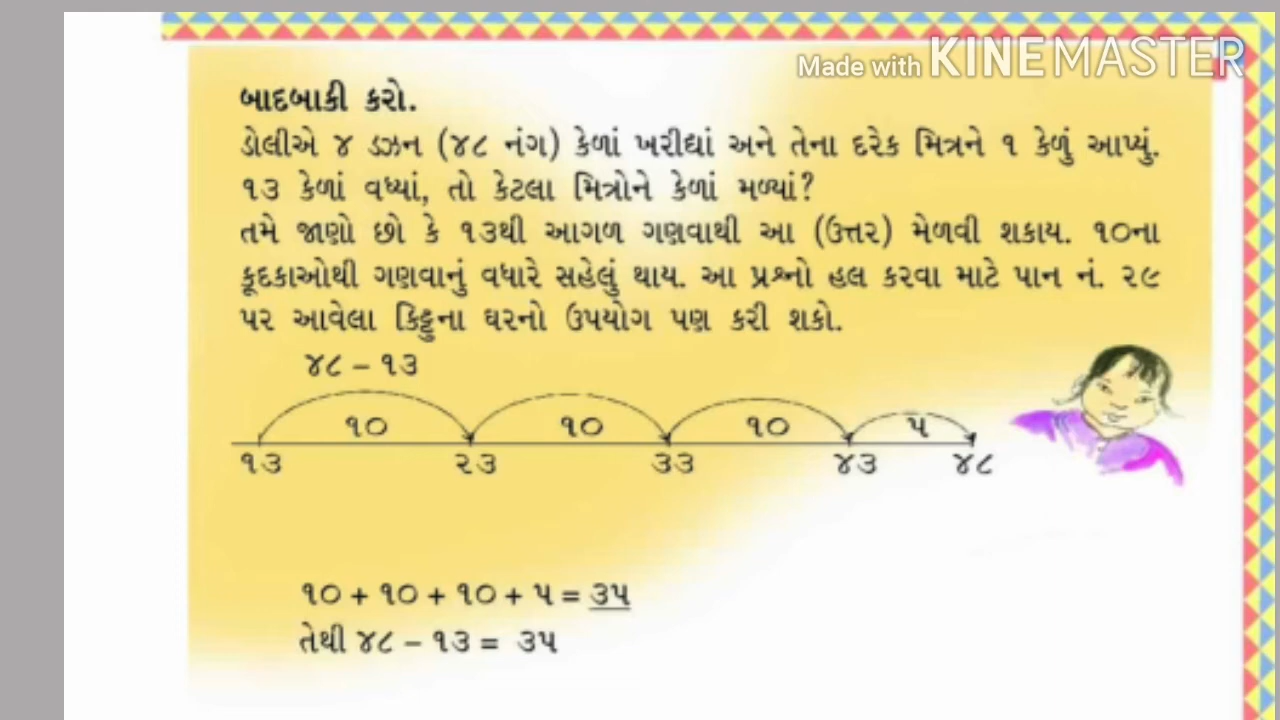 Made with KINEMASTER
બાદબાકી કરો.
ડોલીએ ૪ ડઝન (૪૮ નંગ) કેળાં ખરીદ્યાં અને તેના દરેક મિત્રને ૧ કેળું આપ્યું.
૧૩ કેળાં વધ્યાં, તો કેટલા મિત્રોને કેળાં મળ્યાં?
તમે જાણો છો કે ૧૩થી આગળ ગણવાથી આ (ઉત્તર) મેળવી શકાય. ૧૦ના
કૂદકાઓથી ગણવાનું વધારે સહેલું થાય. આ પ્રશ્નો હલ કરવા માટે પાન નં. ૨૯
પર આવેલા કિટ્ટુના ઘરનો ઉપયોગ પણ કરી શકો.
૪૮ – ૧૩
૧૦ ૧૦ ૧૦ ૫
૧૩ ૨૩ ૩૩ ૪૩ ૪૮
૧૦ + ૧૦ + ૧૦ + ૫ = ૩૫
તેથી ૪૮ – ૧૩ = ૩૫